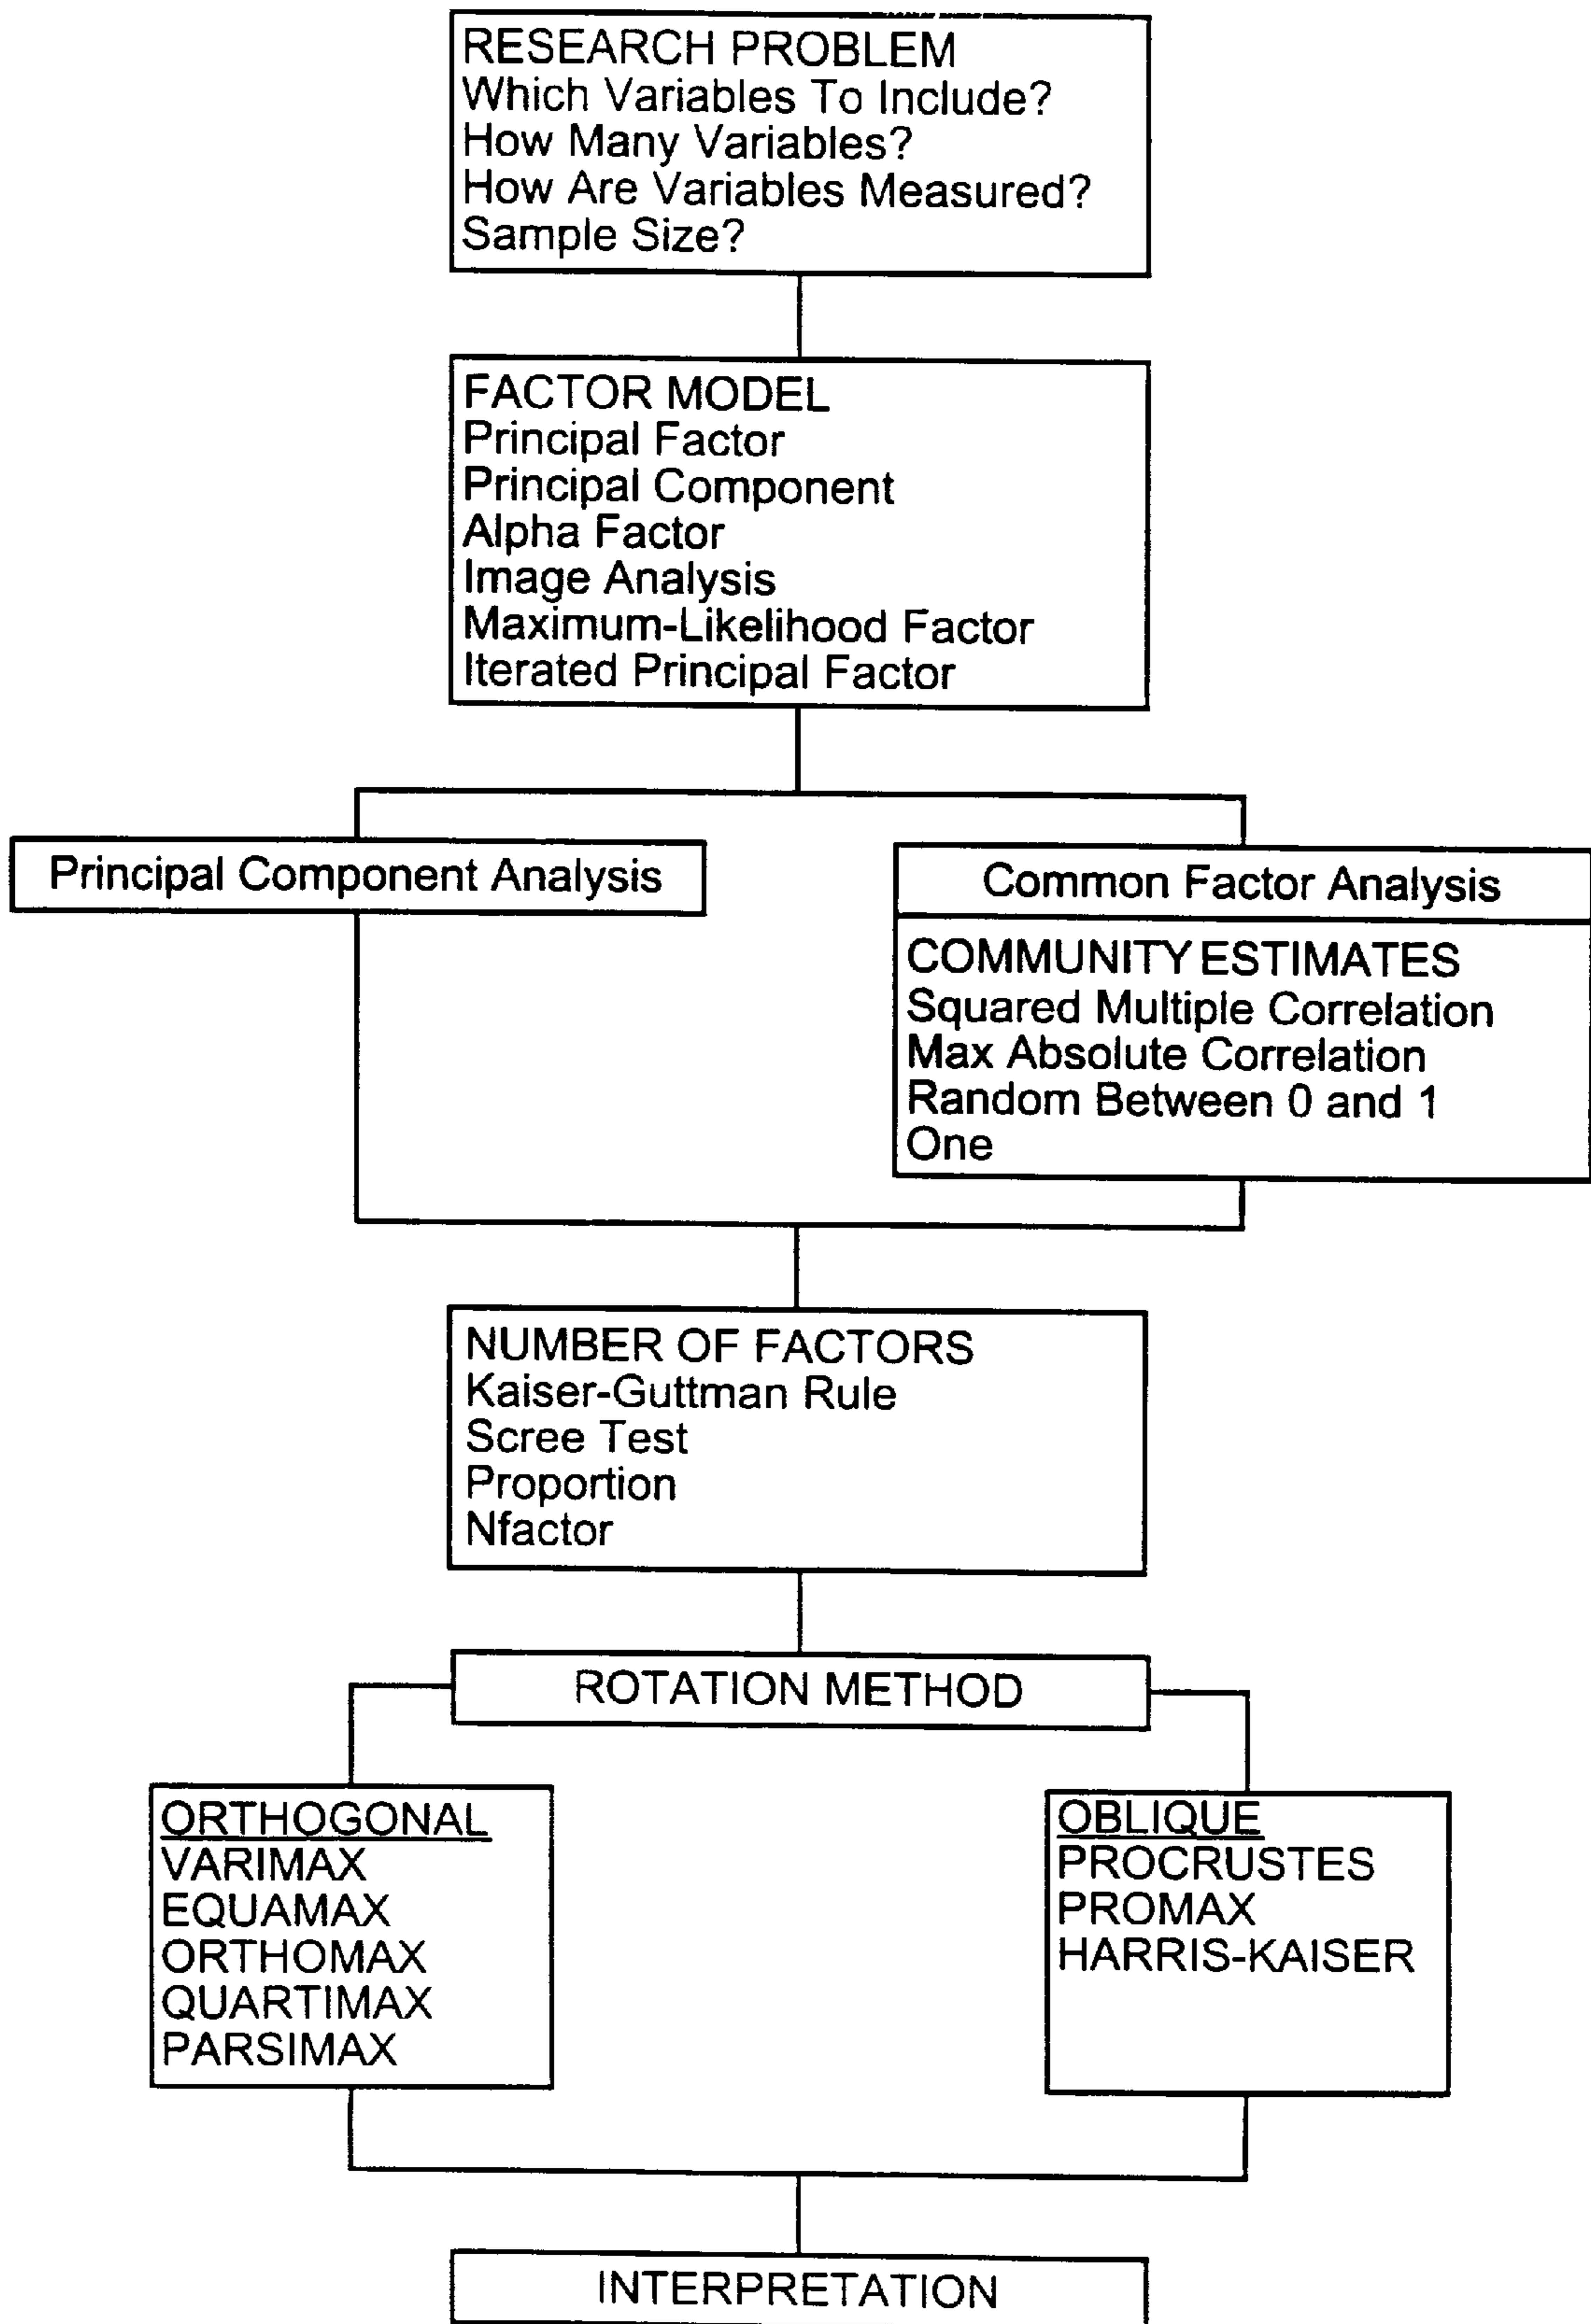 RESEARCH PROBLEM
Which Variables To Include?
How Many Variables?
How Are Variables Measured?
Sample Size?
FACTOR MODEL
Principal Factor
Principal Component
Alpha Factor
Image Analysis
Maximum-Likelihood Factor
Iterated Principal Factor
Principal Component Analysis
Common Factor Analysis
COMMUNITY ESTIMATES
Squared Multiple Correlation
Max Absolute Correlation
Random Between 0 and 1
One
NUMBER OF FACTORS
Kaiser-Guttman Rule
Scree Test
Proportion
Nfactor
ROTATION METHOD
ORTHOGONAL
VARIMAX
EQUAMAX
ORTHOMAX
QUARTIMAX
PARSIMAX
OBLIQUE
PROCRUSTES
PROMAX
HARRIS-KAISER
INTERPRETATION